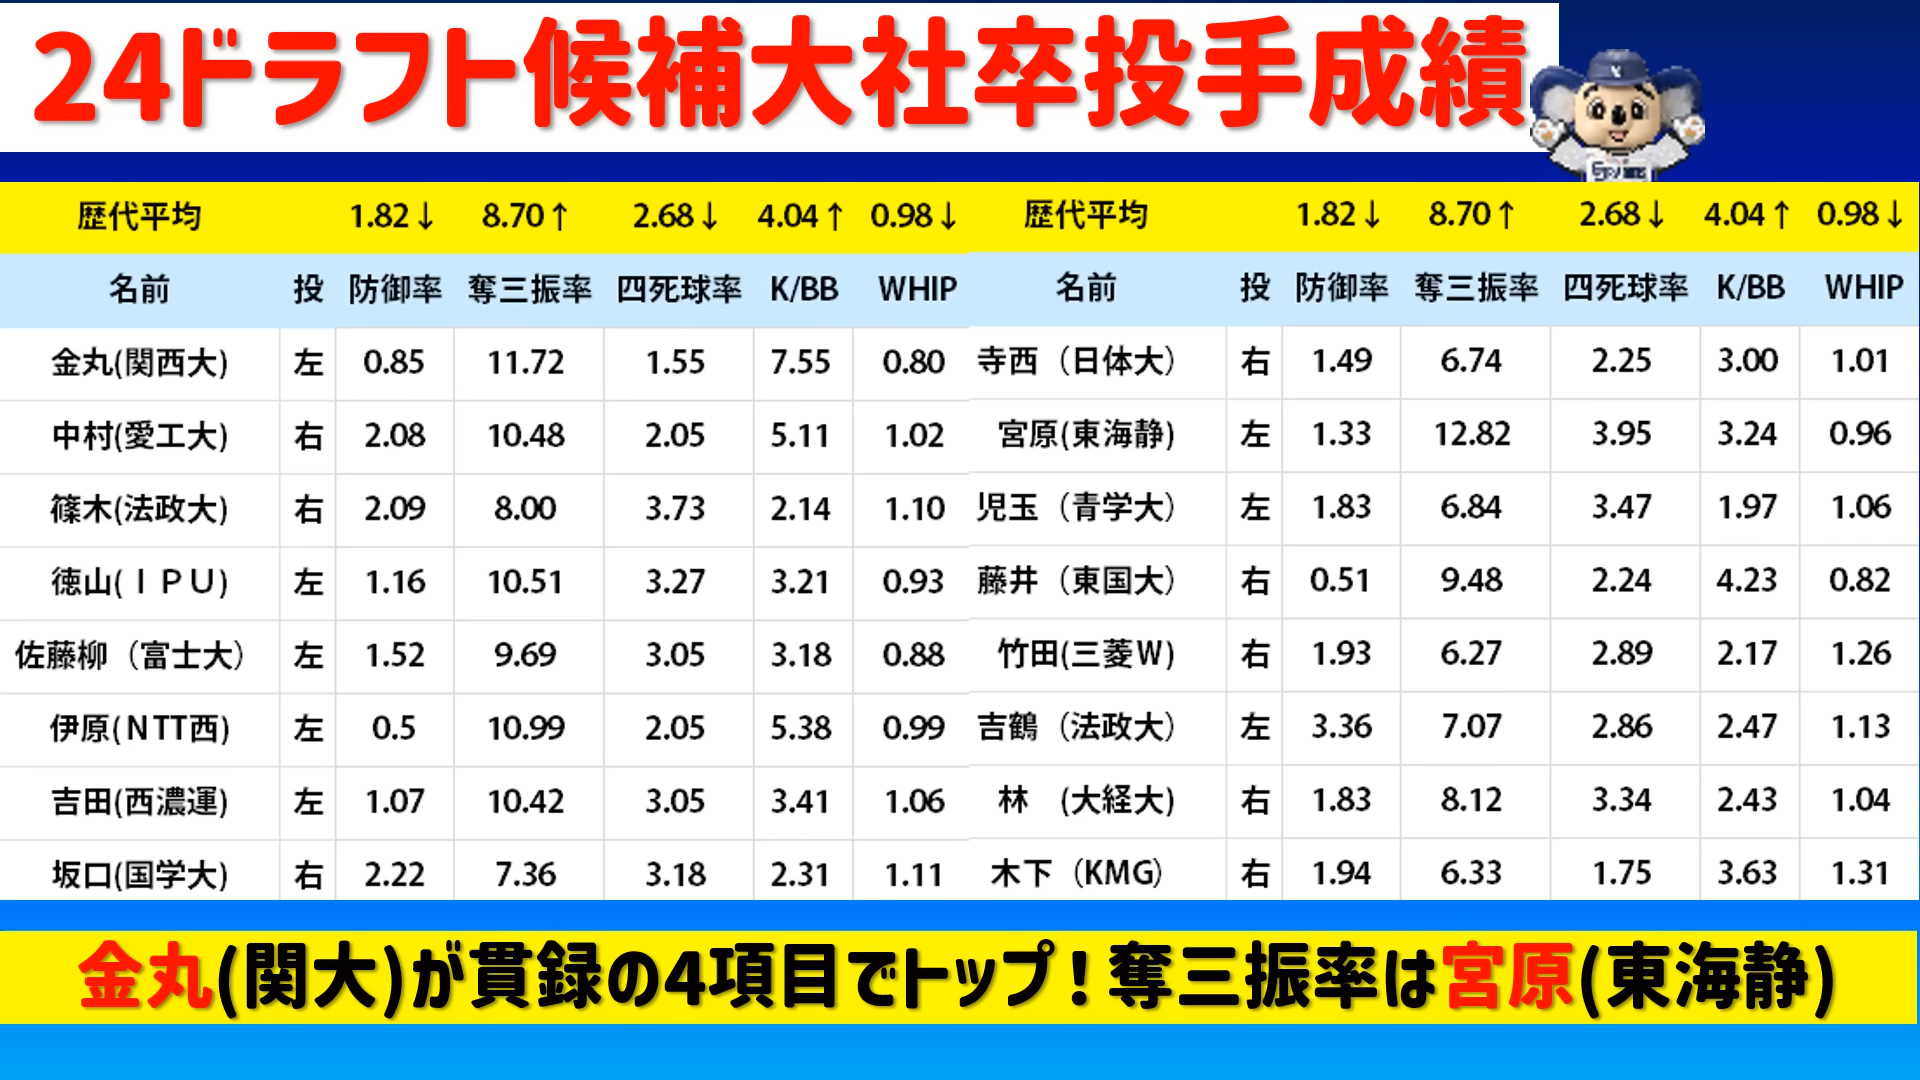 24ドラフト候補大社卒投手成績
歴代平均 1.82↓ 8.70↑ 2.68↓ 4.04↑ 0.98↓
名前 投 防御率 奪三振率 四死球率 K/BB WHIP
金丸(関西大) 左 0.85 11.72 1.55 7.55 0.80
中村(愛工大) 右 2.08 10.48 2.05 5.11 1.02
篠木(法政大) 右 2.09 8.00 3.73 2.14 1.10
徳山(ＩＰＵ) 左 1.16 10.51 3.27 3.21 0.93
佐藤柳（富士大） 左 1.52 9.69 3.05 3.18 0.88
伊原(NTT西) 左 0.5 10.99 2.05 5.38 0.99
吉田(西濃運) 左 1.07 10.42 3.05 3.41 1.06
坂口(国学大) 右 2.22 7.36 3.18 2.31 1.11
歴代平均 1.82↓ 8.70↑ 2.68↓ 4.04↑ 0.98↓
名前 投 防御率 奪三振率 四死球率 K/BB WHIP
寺西（日体大） 右 1.49 6.74 2.25 3.00 1.01
宮原(東海静) 左 1.33 12.82 3.95 3.24 0.96
児玉（青学大） 左 1.83 6.84 3.47 1.97 1.06
藤井（東国大） 右 0.51 9.48 2.24 4.23 0.82
竹田(三菱W) 右 1.93 6.27 2.89 2.17 1.26
吉鶴（法政大） 左 3.36 7.07 2.86 2.47 1.13
林　(大経大) 右 1.83 8.12 3.34 2.43 1.04
木下（KMG） 右 1.94 6.33 1.75 3.63 1.31
金丸(関大)が貫録の4項目でトップ！奪三振率は宮原(東海静)